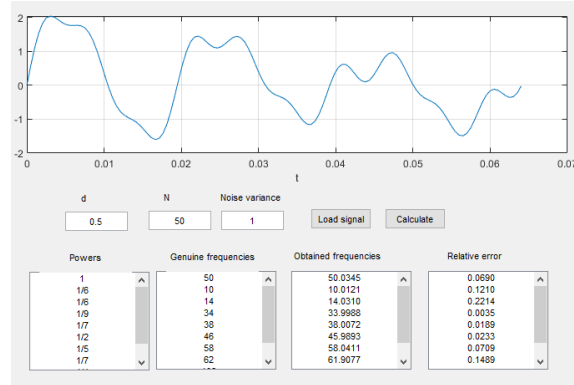 2
1
0
-1
-2
0 0.01 0.02 0.03 0.04 0.05 0.06 0.07
t
d N Noise variance
0.5 50 1 Load signal Calculate
Powers Genuine frequencies Obtained frequencies Relative error
1 50 50.0345 0.0690
1/6 10 10.0121 0.1210
1/6 14 14.0310 0.2214
1/9 34 33.9988 0.0035
1/7 38 38.0072 0.0189
1/2 46 45.9893 0.0233
1/5 58 58.0411 0.0709
1/7 62 61.9077 0.1489